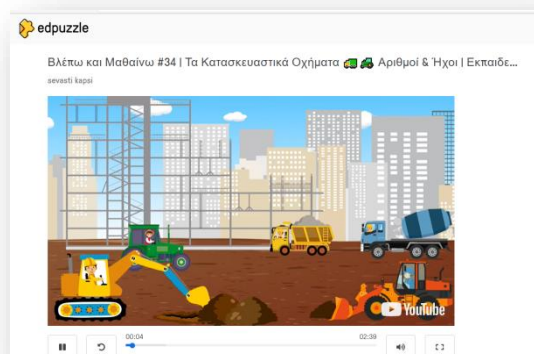 edpuzzle
Βλέπω και Μαθαίνω #34 | Τα Κατασκευαστικά Οχήματα 🚛 🚜 Αριθμοί & Ήχοι | Εκπαιδε...
sevasti kapsi
YouTube
00:04
02:39